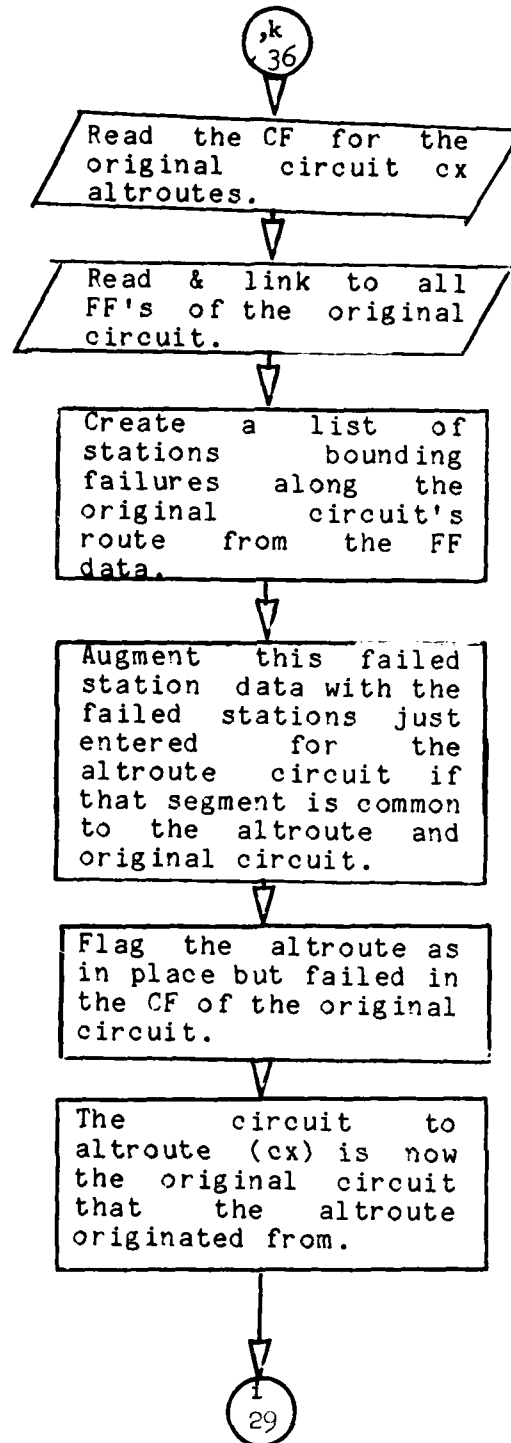 ,k
36
Read the CF for the
original circuit cx
altroutes.
Read & link to all
FF's of the original
circuit.
Create a list of
stations bounding
failures along the
original circuit's
route from the FF
data.
Augment this failed
station data with the
failed stations just
entered for the
altroute circuit if
that segment is common
to the altroute and
original circuit.
Flag the altroute as
in place but failed in
the CF of the original
circuit.
The circuit to
altroute (cx) is now
the original circuit
that the altroute
originated from.
29